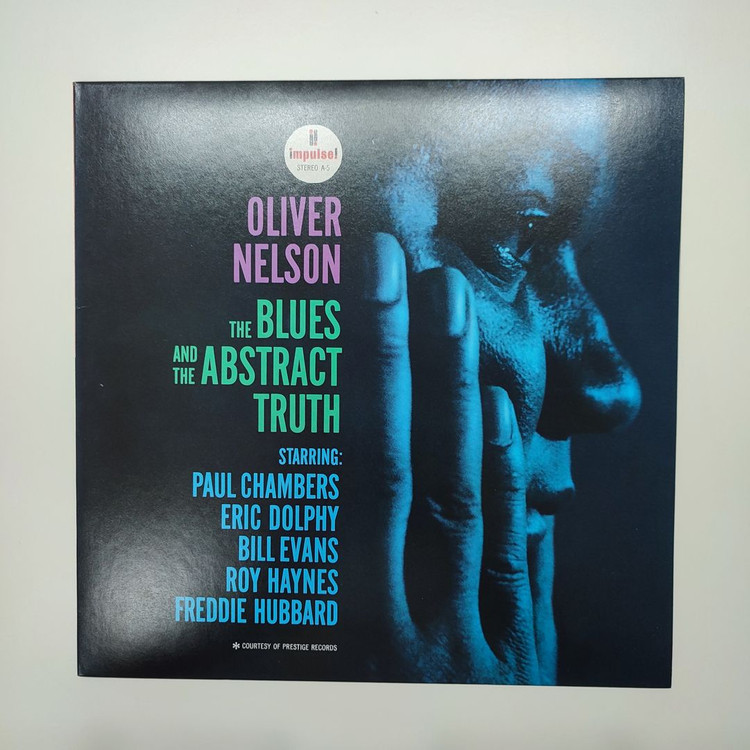 impulse!
STEREO A-5
OLIVER
NELSON
THE BLUES
AND THE ABSTRACT
TRUTH
STARRING:
PAUL CHAMBERS
ERIC DOLPHY
BILL EVANS
ROY HAYNES
FREDDIE HUBBARD
* COURTESY OF PRESTIGE RECORDS